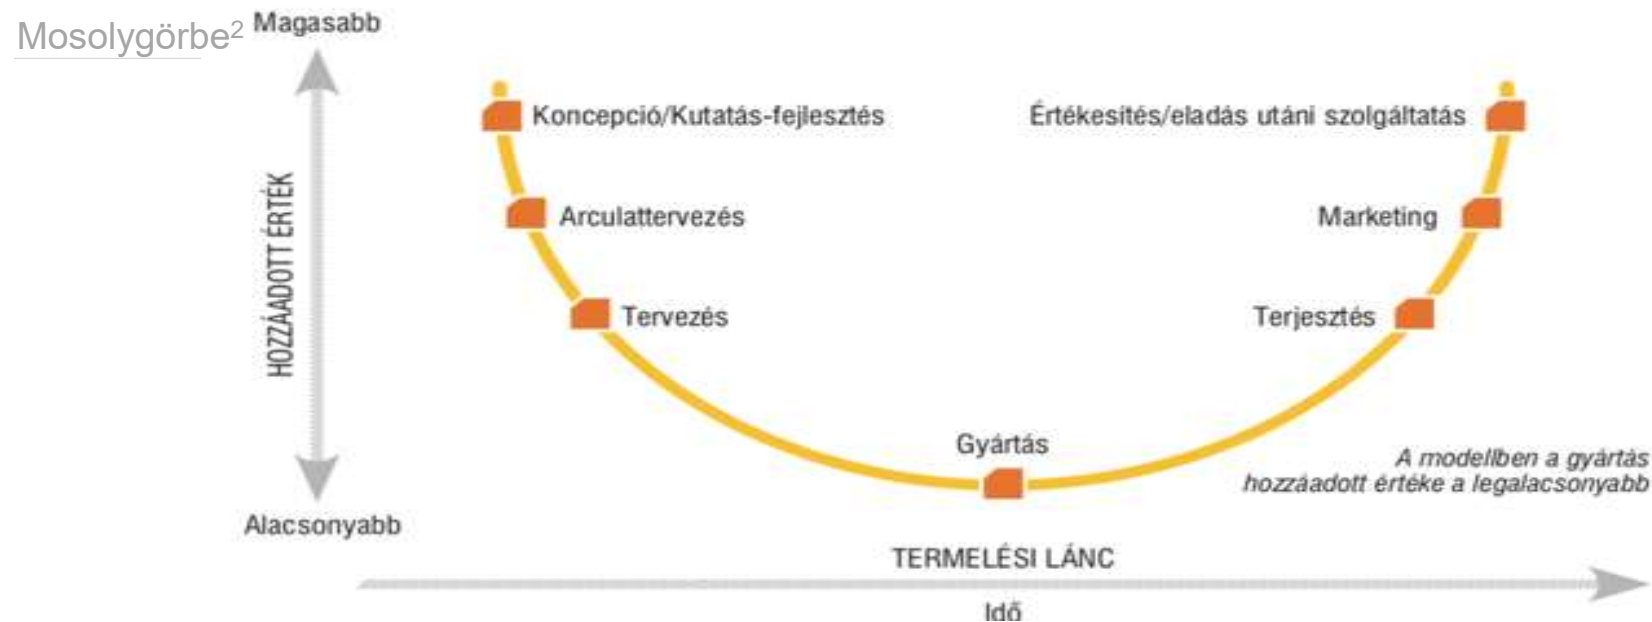 Mosolygörbe²
Magasabb
Koncepció/Kutatás-fejlesztés
Értékesítés/eladás utáni szolgáltatás
Arculattervezés
Marketing
HOZZÁADOTT ÉRTÉK
Tervezés
Terjesztés
Gyártás
A modellben a gyártás
hozzáadott értéke a legalacsonyabb
Alacsonyabb
TERMELÉSI LÁNC
Idő